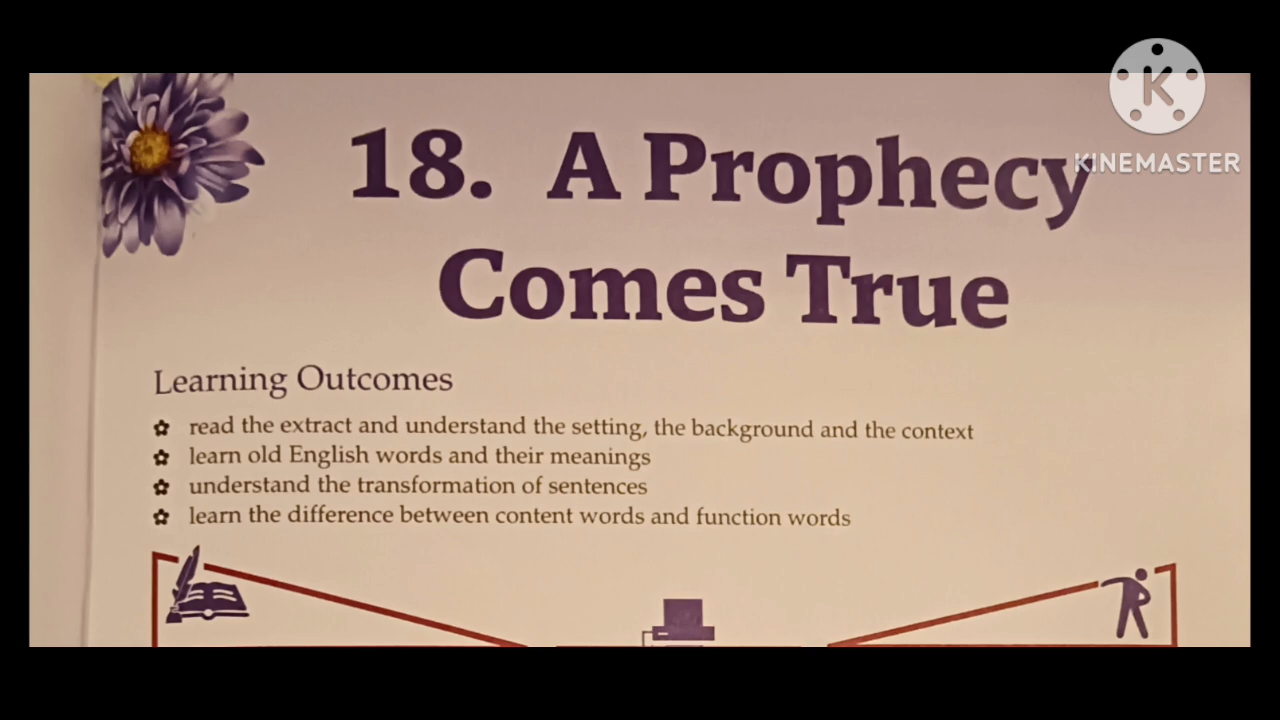 K
KINEMASTER
18. A Prophecy
Comes True
Learning Outcomes
✿ read the extract and understand the setting, the background and the context
✿ learn old English words and their meanings
✿ understand the transformation of sentences
✿ learn the difference between content words and function words